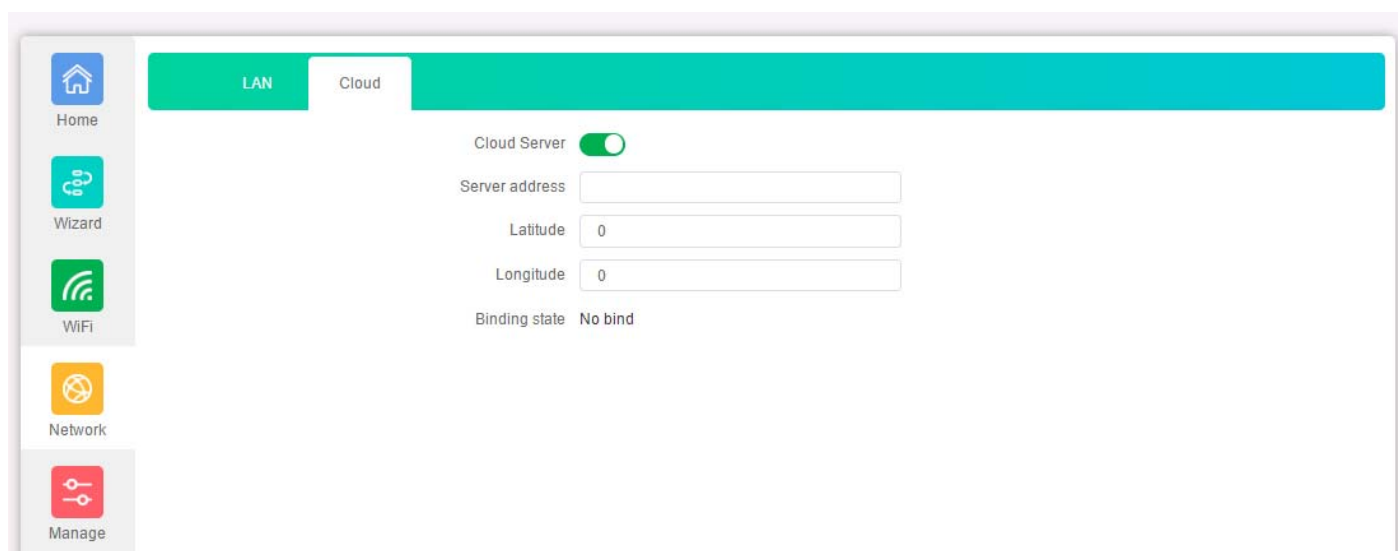 Home
Wizard
WiFi
Network
Manage
LAN Cloud
Cloud Server
Server address
Latitude 0
Longitude 0
Binding state No bind